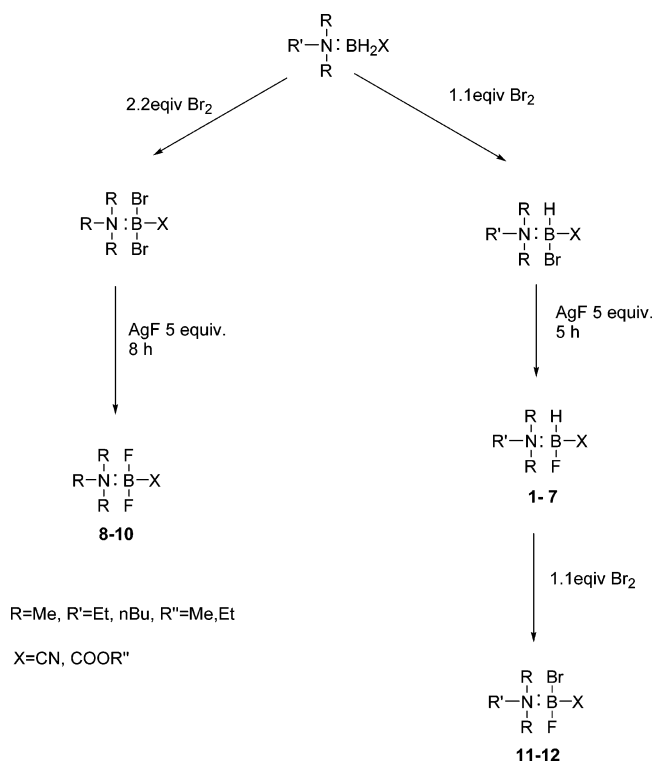 R
R'-N: BH2X
R
2.2eqiv Br2
1.1eqiv Br2
R Br
R-N:B-X
R Br
R H
R'-N:B-X
R Br
AgF 5 equiv.
8 h
AgF 5 equiv.
5 h
R F
R-N:B-X
R F
8-10
R H
R'-N:B-X
R F
1-7
1.1eqiv Br2
R=Me, R'=Et, nBu, R''=Me,Et
X=CN, COOR''
R Br
R'-N:B-X
R F
11-12